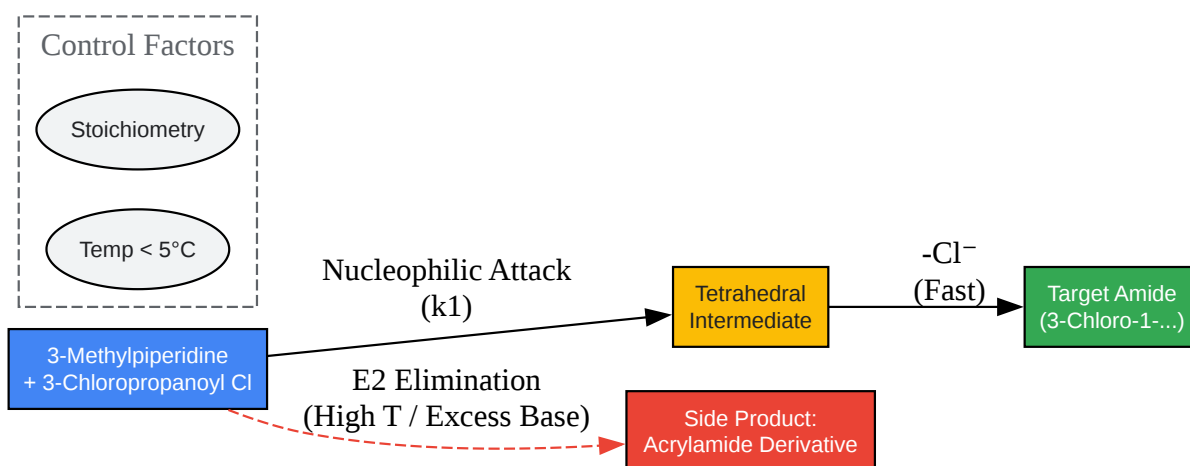 Control Factors
Stoichiometry
Temp < 5°C
Nucleophilic Attack
(k1)
-Cl⁻
(Fast)
Tetrahedral
Intermediate
Target Amide
(3-Chloro-1-...)
3-Methylpiperidine
+ 3-Chloropropanoyl Cl
E2 Elimination
(High T / Excess Base)
Side Product:
Acrylamide Derivative